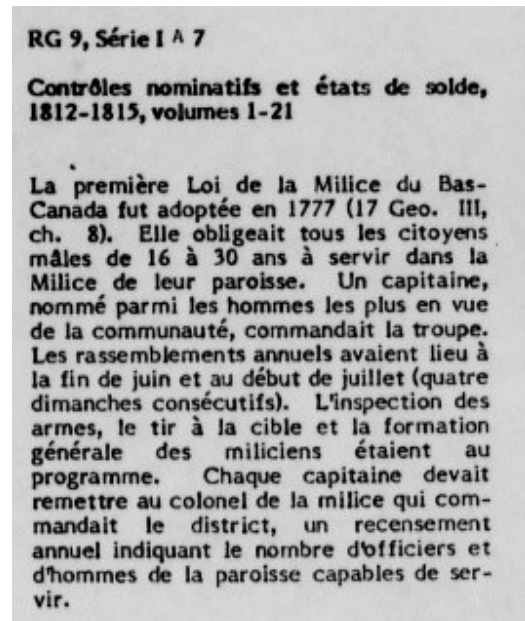 RG 9, Série I A 7
Contrôles nominatifs et états de solde,
1812-1815, volumes 1-21
La première Loi de la Milice du Bas-
Canada fut adoptée en 1777 (17 Geo. III,
ch. 8). Elle obligeait tous les citoyens
mâles de 16 à 30 ans à servir dans la
Milice de leur paroisse. Un capitaine,
nommé parmi les hommes les plus en vue
de la communauté, commandait la troupe.
Les rassemblements annuels avaient lieu à
la fin de juin et au début de juillet (quatre
dimanches consécutifs). L'inspection des
armes, le tir à la cible et la formation
générale des miliciens étaient au
programme. Chaque capitaine devait
remettre au colonel de la milice qui com-
mandait le district, un recensement
annuel indiquant le nombre d'officiers et
d'hommes de la paroisse capables de ser-
vir.